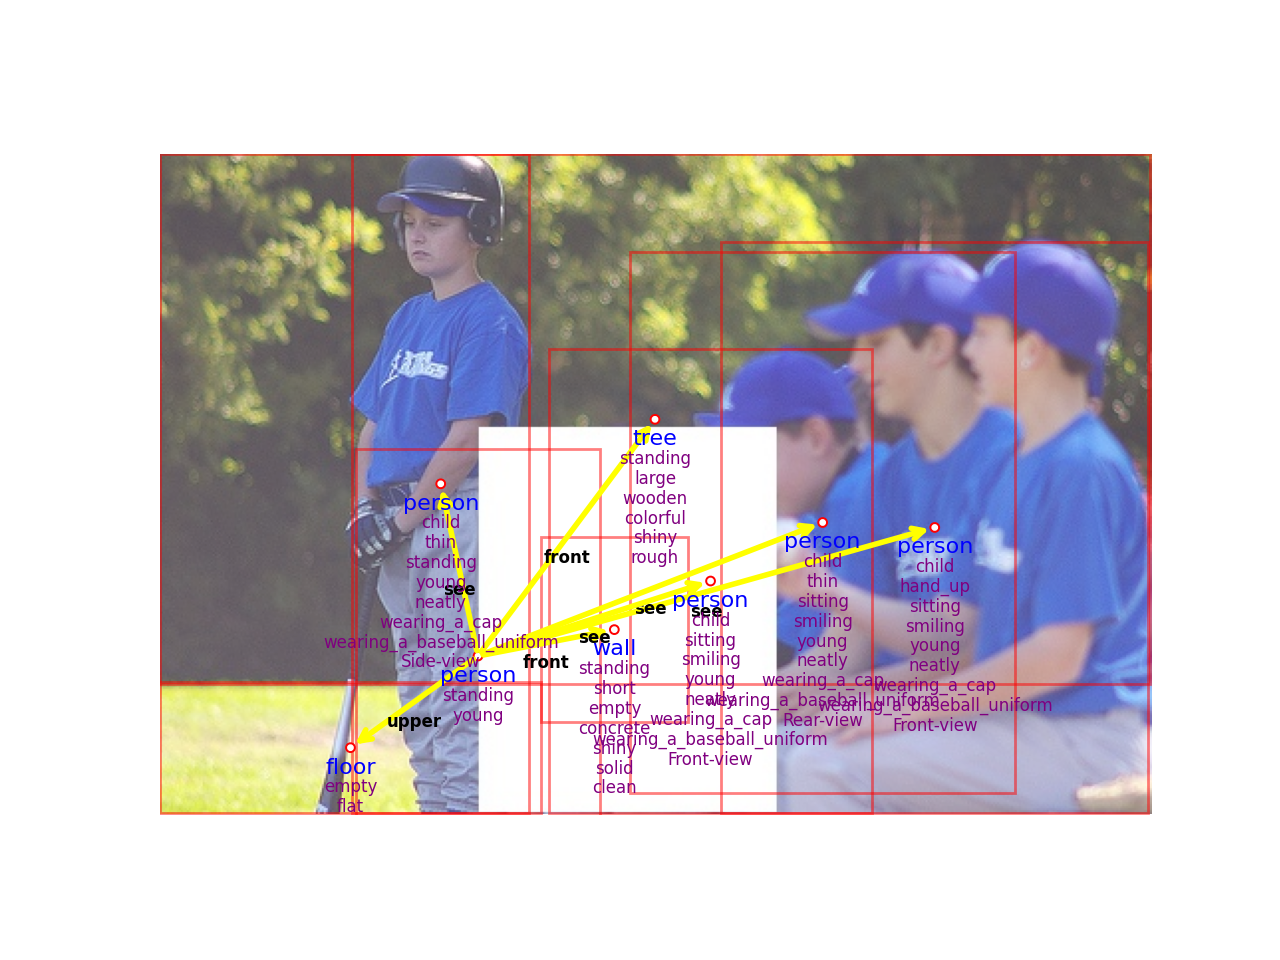 tree
standing
large
wooden
colorful
shiny
rough
front
person
child
thin
standing
young
neatly
wearing_a_cap
wearing_a_baseball_uniform
Side-view
see
person
standing
young
upper
floor
empty
flat
front
see
see
see
wall
standing
short
empty
concrete
shiny
solid
clean
person
child
sitting
smiling
young
neatly
wearing_a_cap
wearing_a_baseball_uniform
Front-view
person
child
thin
sitting
smiling
young
neatly
wearing_a_cap
wearing_a_baseball_uniform
Rear-view
person
child
hand_up
sitting
smiling
young
neatly
wearing_a_cap
wearing_a_baseball_uniform
Front-view